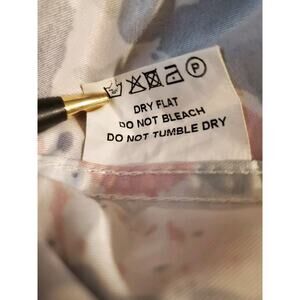 P
DRY FLAT
DO NOT BLEACH
DO NOT TUMBLE DRY